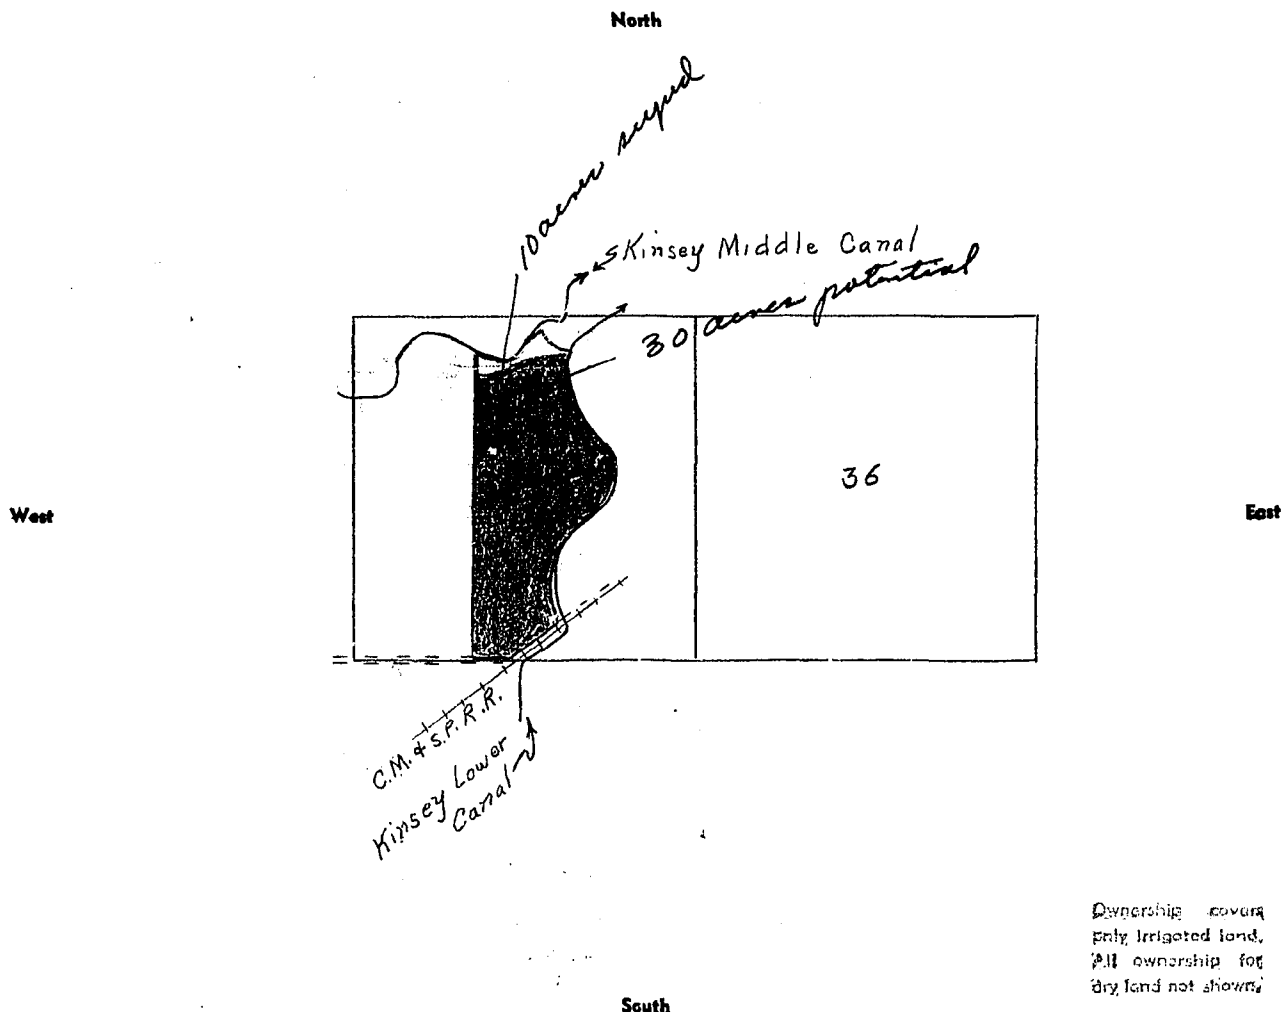 North
10 acres seeped
Kinsey Middle Canal
30 acres potential
36
West
East
C.M. & S.P. R.R.
Kinsey Lower
Canal
Ownership covers
only irrigated land.
All ownership for
dry land not shown.
South